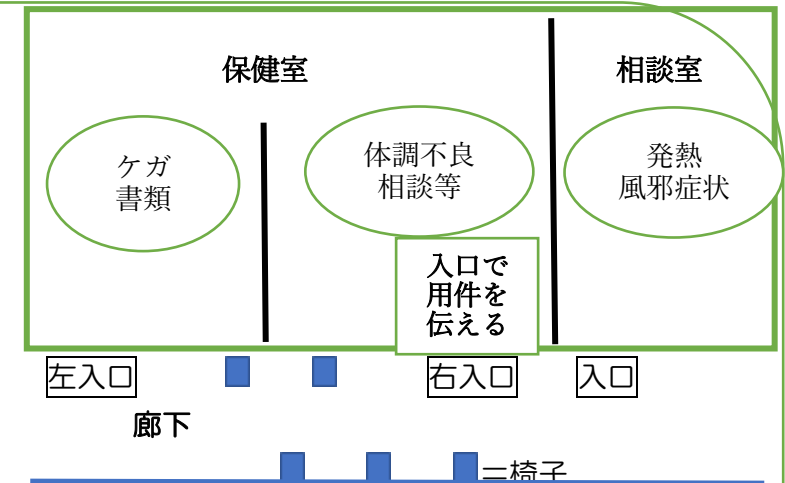 保健室
相談室
ケガ
書類
体調不良
相談等
発熱
風邪症状
入口で
用件を
伝える
左入口
右入口
入口
廊下
＝椅子